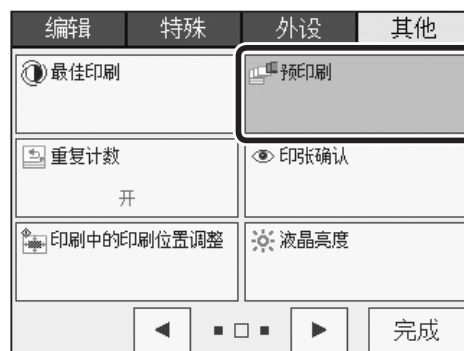 编辑 特殊 外设 其他
最佳印刷 预印刷
重复计数 印张确认
开
印刷中的印刷位置调整 液晶亮度
完成